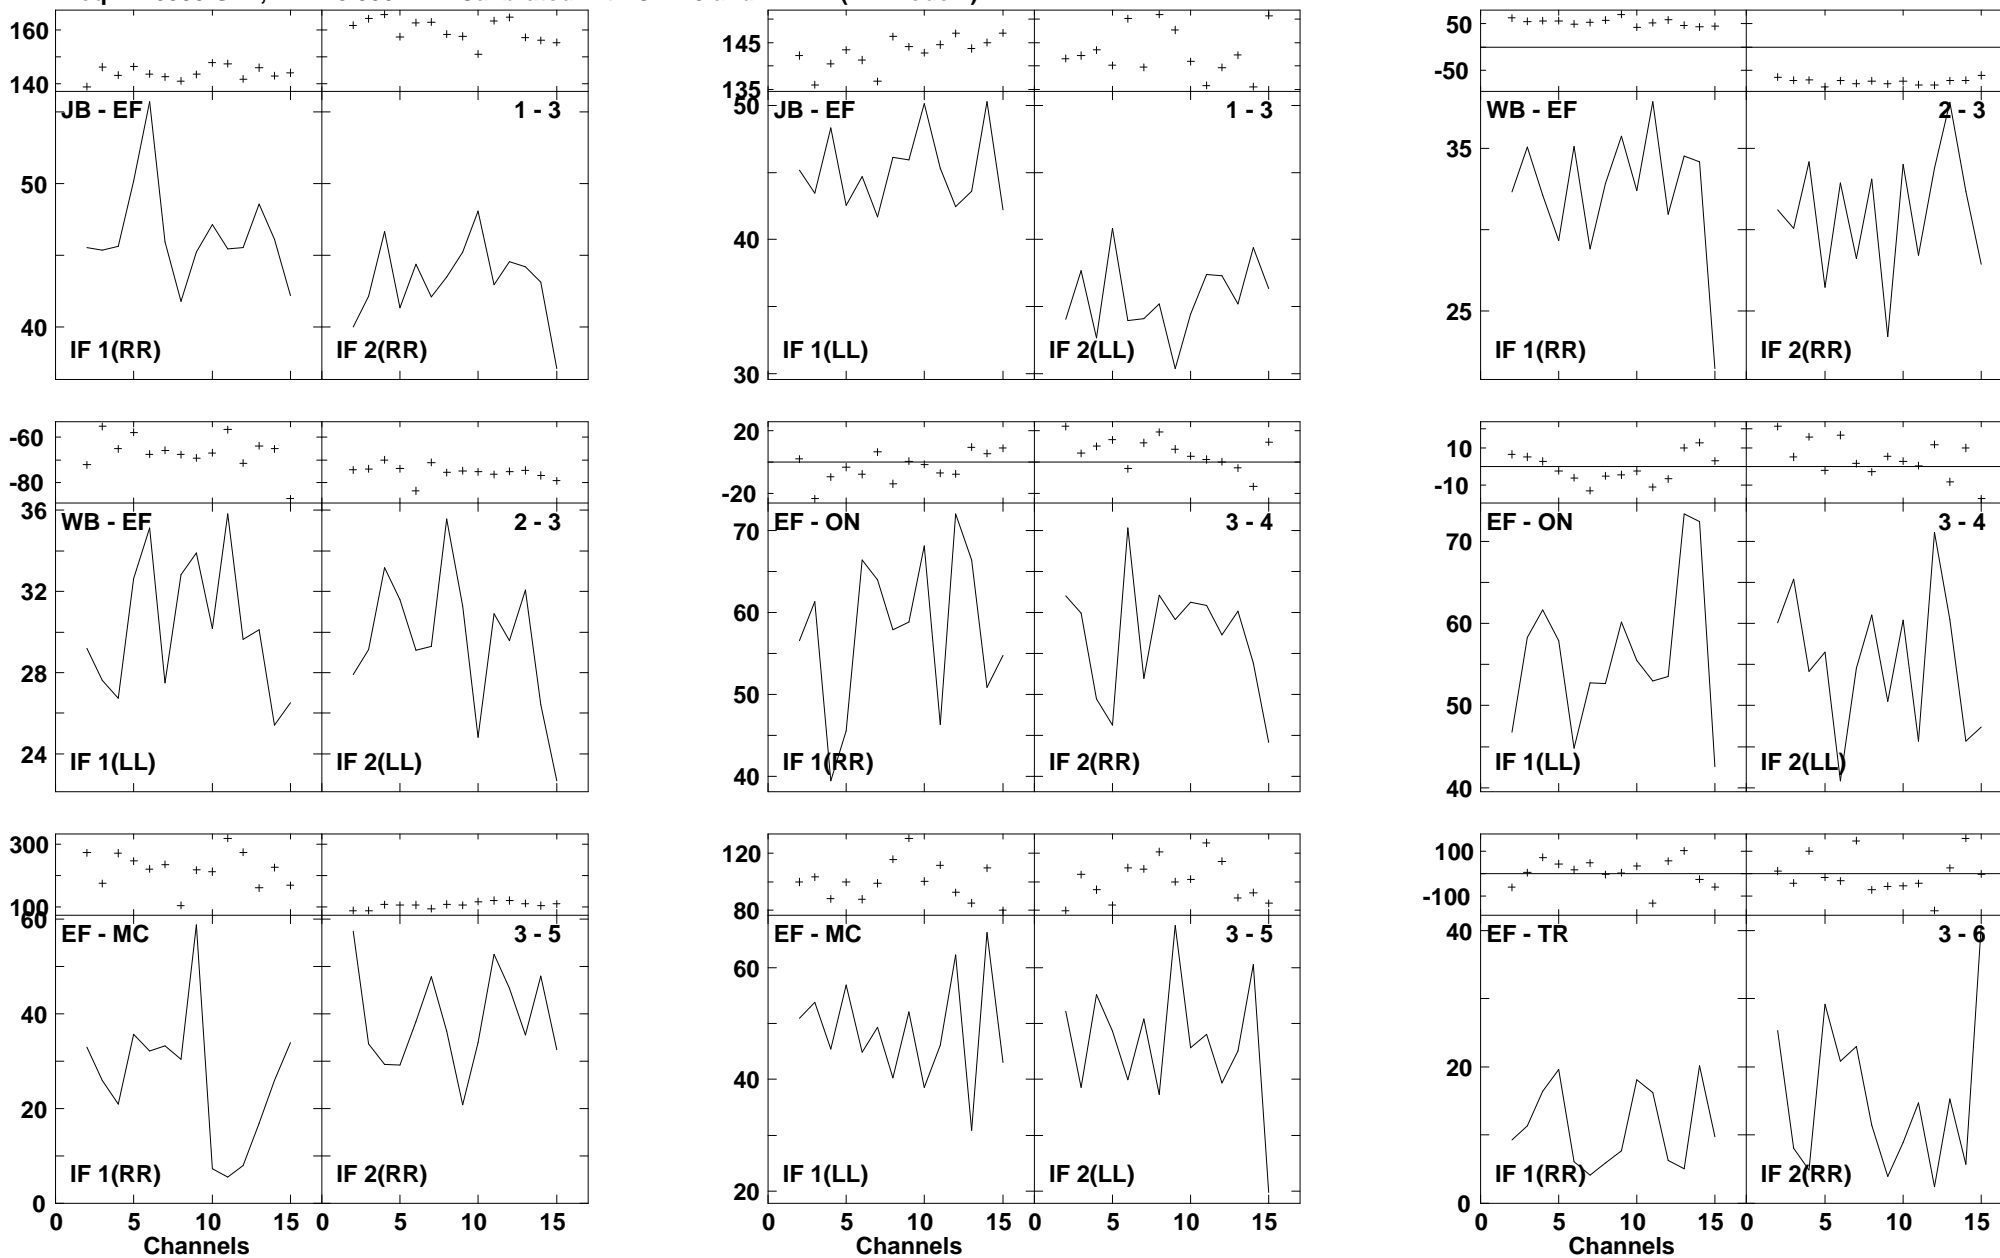 160
140
145
135
50
-50
JB - EF
1 - 3
JB - EF
1 - 3
WB - EF
2 - 3
50
40
50
40
30
35
25
IF 1(RR)
IF 2(RR)
IF 1(LL)
IF 2(LL)
IF 1(RR)
IF 2(RR)
-60
-80
20
-20
10
-10
WB - EF
2 - 3
EF - ON
3 - 4
EF - ON
3 - 4
36
32
28
24
70
60
50
40
70
60
50
40
IF 1(LL)
IF 2(LL)
IF 1(RR)
IF 2(RR)
IF 1(LL)
IF 2(LL)
300
100
120
80
100
-100
EF - MC
3 - 5
EF - MC
3 - 5
EF - TR
3 - 6
60
40
20
0
60
40
20
40
20
0
IF 1(RR)
IF 2(RR)
IF 1(LL)
IF 2(LL)
IF 1(RR)
IF 2(RR)
0 5 10 15 0 5 10 15
0 5 10 15 0 5 10 15
0 5 10 15 0 5 10 15
Channels
Channels
Channels